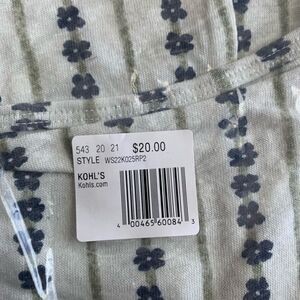 543 20 21 $20.00
STYLE WS22K025RP2
KOHL'S
Kohls.com
4 00465 60084 3